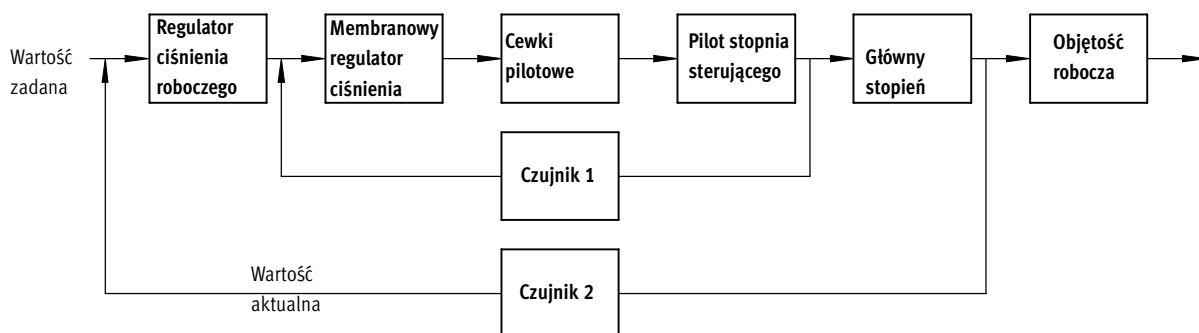 Wartość
zadana
Regulator
ciśnienia
roboczego
Membranowy
regulator
ciśnienia
Cewki
pilotowe
Pilot stopnia
sterującego
Główny
stopień
Objętość
robocza
Czujnik 1
Wartość
aktualna
Czujnik 2